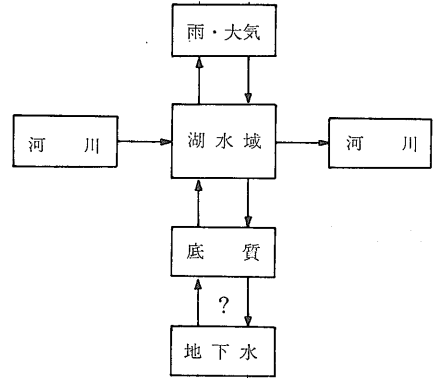 雨・大気
河 川
湖 水 域
河 川
底 質
?
地 下 水